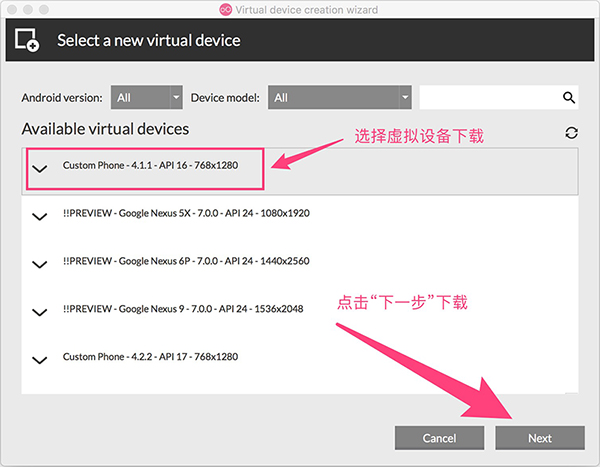 Virtual device creation wizard
Select a new virtual device
Android version: All Device model: All
Available virtual devices
选择虚拟设备下载
Custom Phone - 4.1.1 - API 16 - 768x1280
!!PREVIEW - Google Nexus 5X - 7.0.0 - API 24 - 1080x1920
!!PREVIEW - Google Nexus 6P - 7.0.0 - API 24 - 1440x2560
!!PREVIEW - Google Nexus 9 - 7.0.0 - API 24 - 1536x2048
点击“下一步”下载
Custom Phone - 4.2.2 - API 17 - 768x1280
Cancel Next